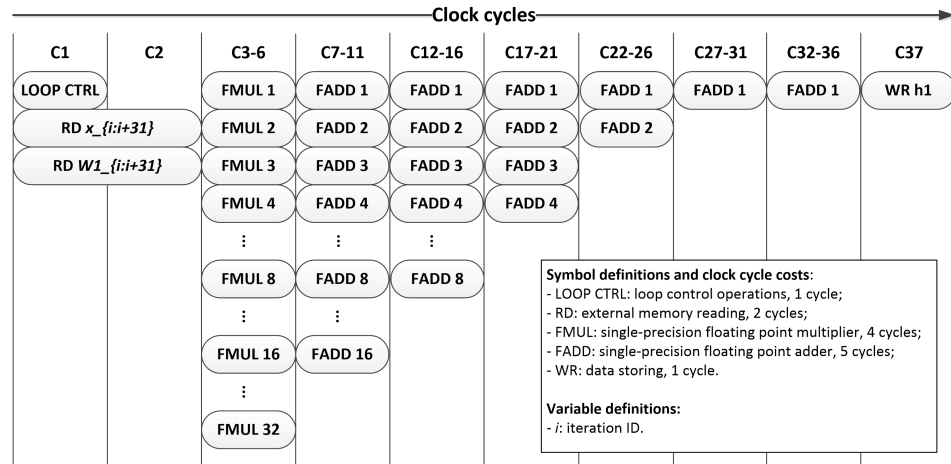 Clock cycles
C1 C2 C3-6 C7-11 C12-16 C17-21 C22-26 C27-31 C32-36 C37
LOOP CTRL FMUL 1 FADD 1 FADD 1 FADD 1 FADD 1 FADD 1 FADD 1 WR h1
RD x_{i:i+31} FMUL 2 FADD 2 FADD 2 FADD 2 FADD 2
RD W1_{i:i+31} FMUL 3 FADD 3 FADD 3 FADD 3
FMUL 4 FADD 4 FADD 4 FADD 4
⋮ ⋮ ⋮
FMUL 8 FADD 8 FADD 8
⋮ ⋮
FMUL 16 FADD 16
⋮
FMUL 32
Symbol definitions and clock cycle costs:
- LOOP CTRL: loop control operations, 1 cycle;
- RD: external memory reading, 2 cycles;
- FMUL: single-precision floating point multiplier, 4 cycles;
- FADD: single-precision floating point adder, 5 cycles;
- WR: data storing, 1 cycle.
Variable definitions:
- i: iteration ID.